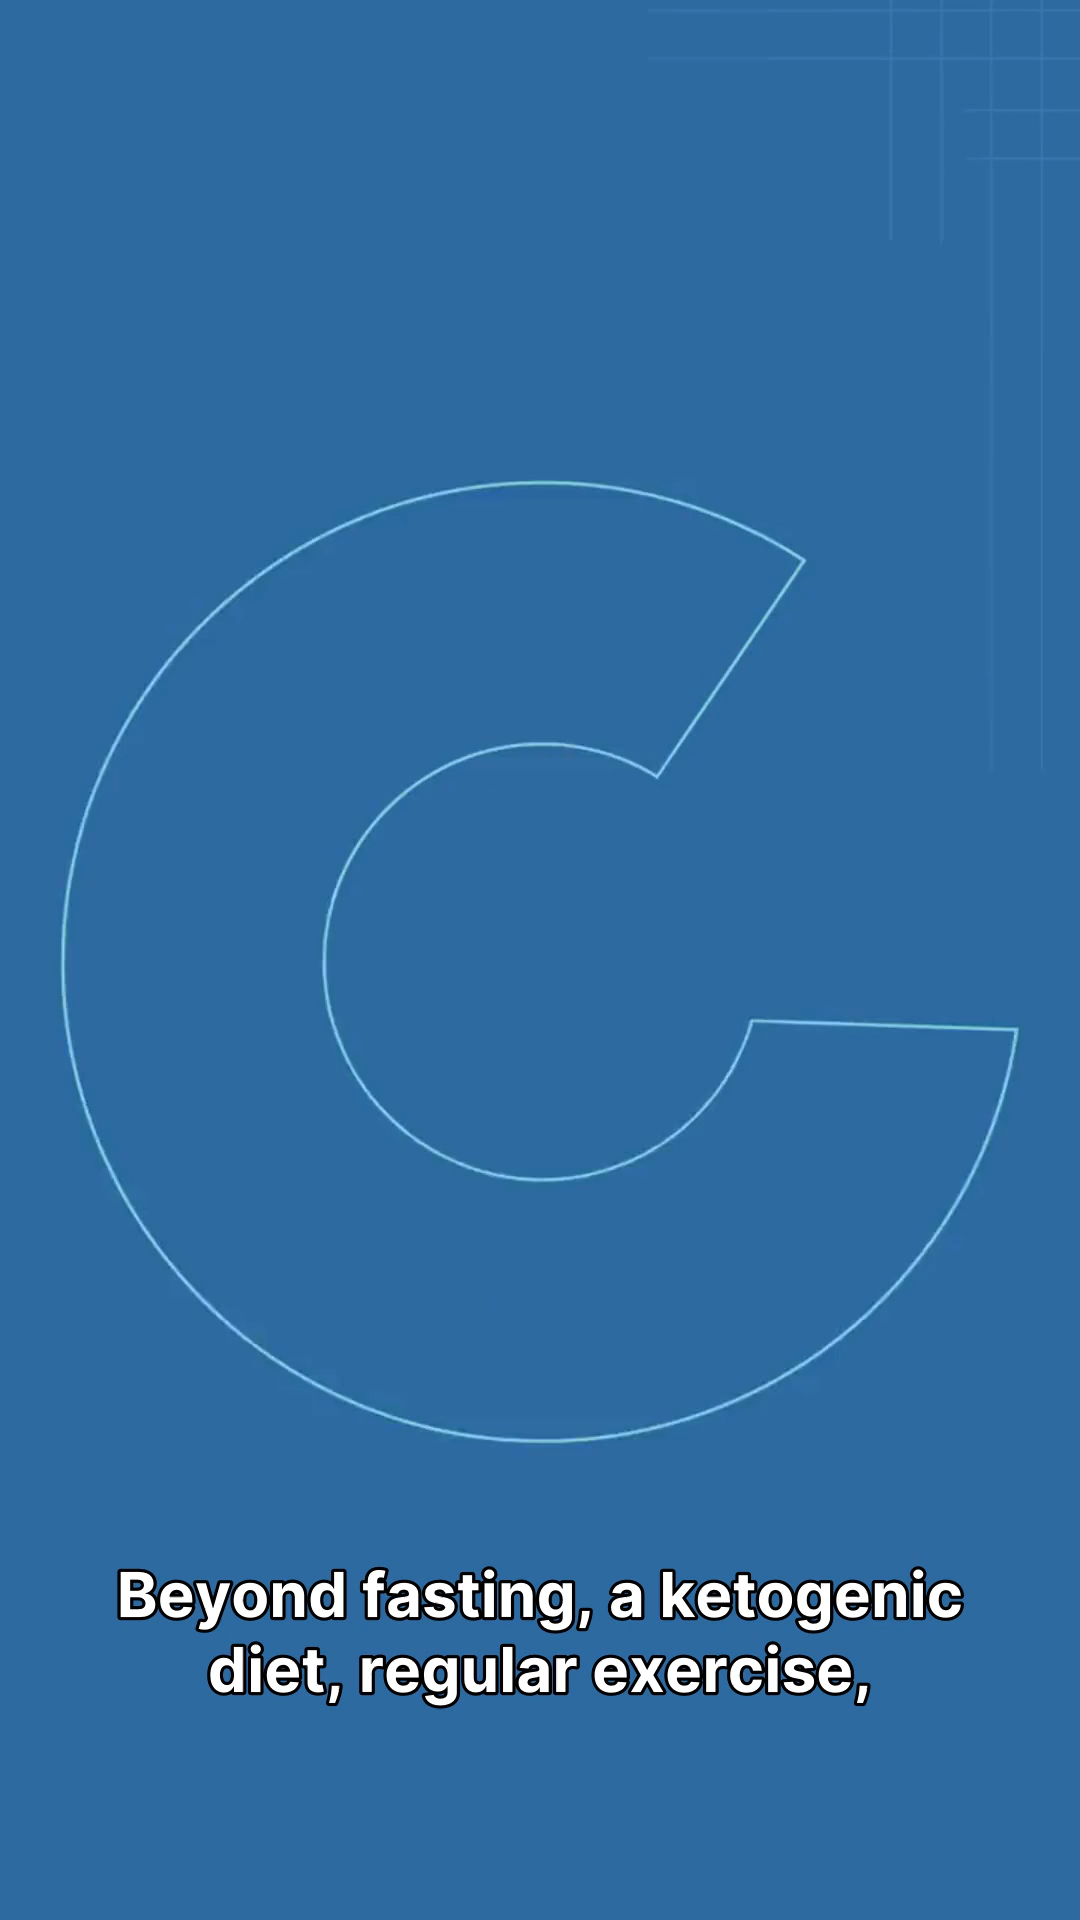 Beyond fasting, a ketogenic
diet, regular exercise,